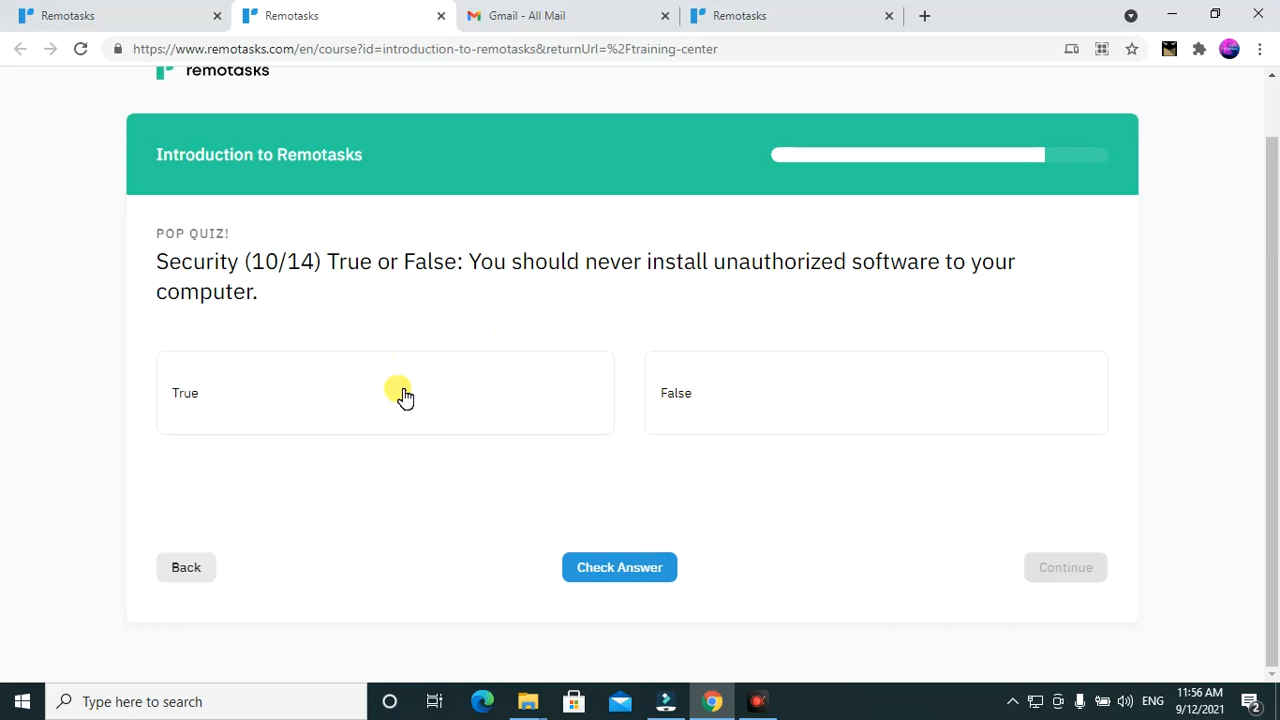 Remotasks
Remotasks
Gmail - All Mail
Remotasks
https://www.remotasks.com/en/course?id=introduction-to-remotasks&returnUrl=%2Ftraining-center
remotasks
Introduction to Remotasks
POP QUIZ!
Security (10/14) True or False: You should never install unauthorized software to your
computer.
True
False
Back
Check Answer
Continue
Type here to search
ENG
11:56 AM
9/12/2021
2